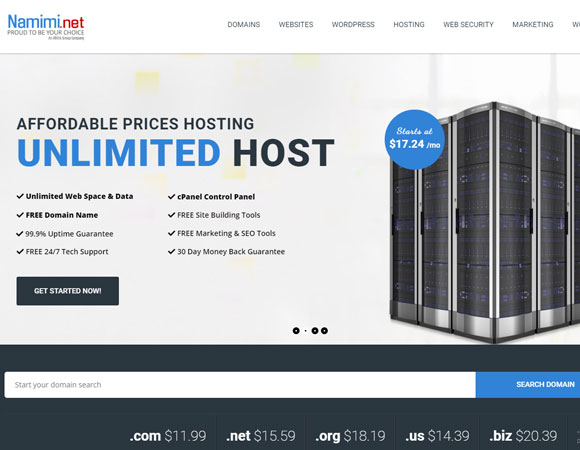 Namimi.net
PROUD TO BE YOUR CHOICE
DOMAINS WEBSITES WORDPRESS HOSTING WEB SECURITY MARKETING
AFFORDABLE PRICES HOSTING
UNLIMITED HOST
Starts at
$17.24 /mo
Unlimited Web Space & Data
FREE Domain Name
99.9% Uptime Guarantee
FREE 24/7 Tech Support
cPanel Control Panel
FREE Site Building Tools
FREE Marketing & SEO Tools
30 Day Money Back Guarantee
GET STARTED NOW!
Start your domain search
SEARCH DOMAIN
.com $11.99 .net $15.59 .org $18.19 .us $14.39 .biz $20.39